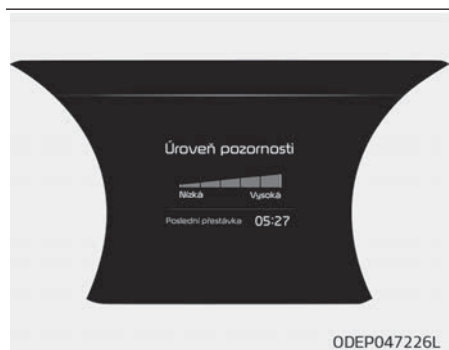 Úroveň pozornosti
Nízká Vysoká
Poslední přestávka 05:27
ODEP047226L